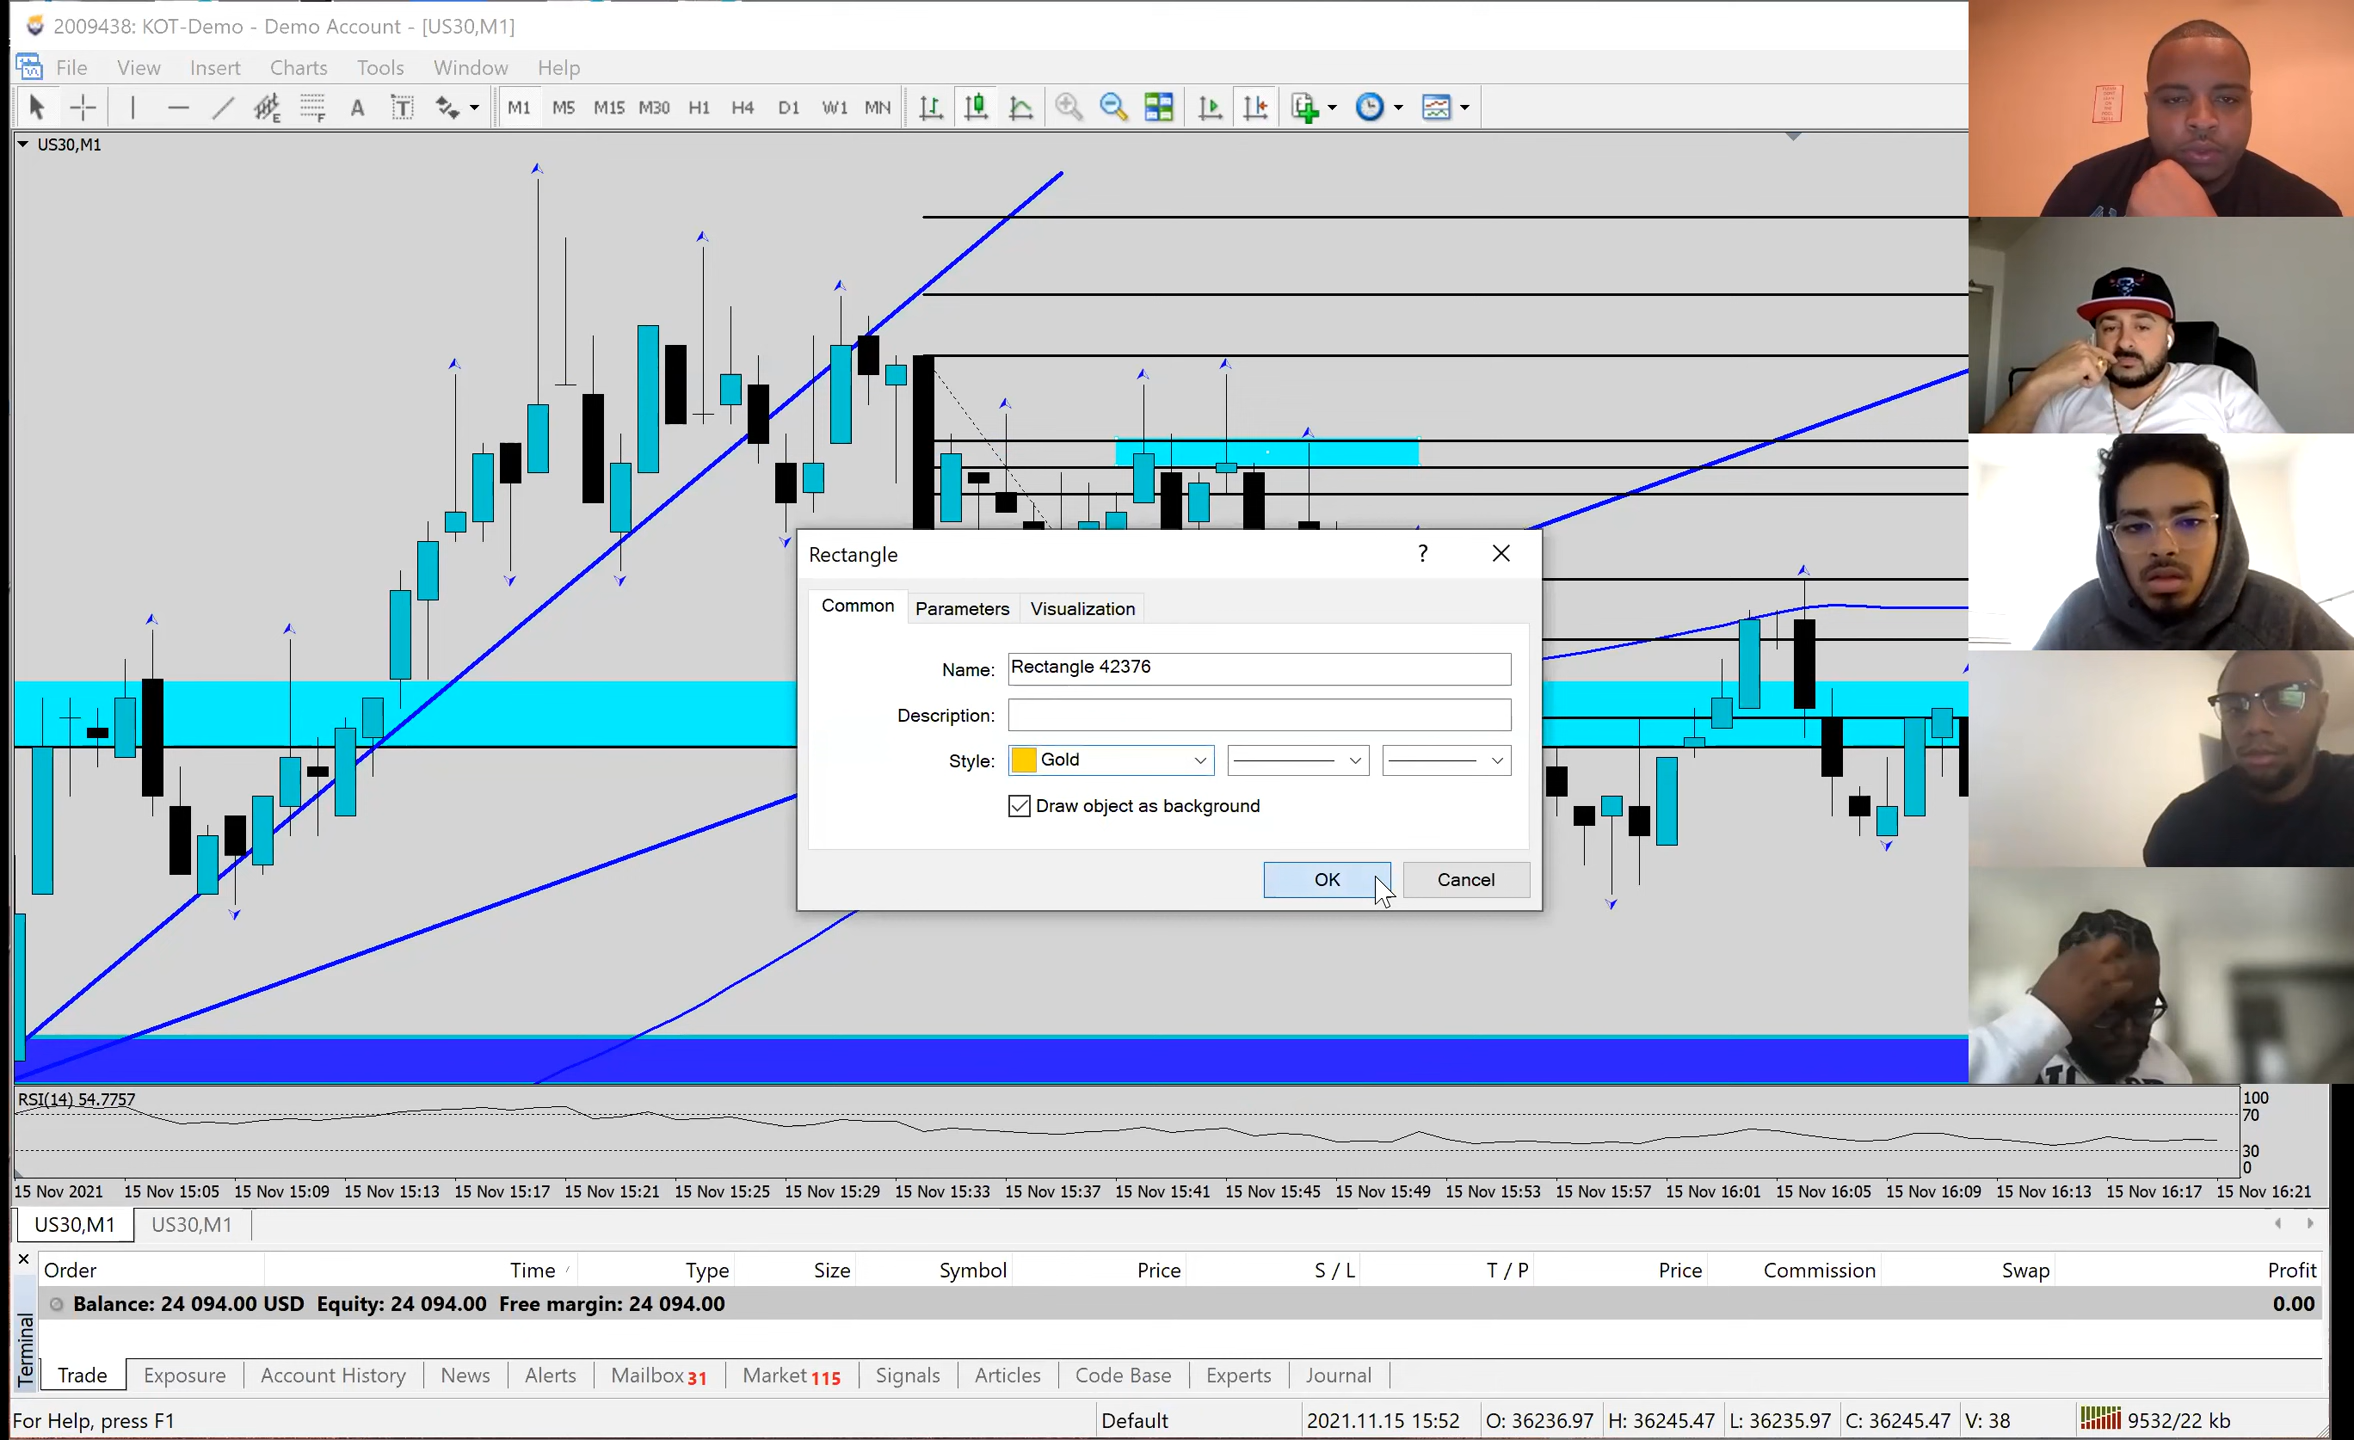 2009438: KOT-Demo - Demo Account - [US30,M1]
File View Insert Charts Tools Window Help
A T M1 M5 M15 M30 H1 H4 D1 W1 MN
US30,M1
Rectangle ?
Common Parameters Visualization
Name: Rectangle 42376
Description:
Style: Gold
Draw object as background
OK Cancel
RSI(14) 54.7757
100
70
30
0
15 Nov 2021 15 Nov 15:05 15 Nov 15:09 15 Nov 15:13 15 Nov 15:17 15 Nov 15:21 15 Nov 15:25 15 Nov 15:29 15 Nov 15:33 15 Nov 15:37 15 Nov 15:41 15 Nov 15:45 15 Nov 15:49 15 Nov 15:53 15 Nov 15:57 15 Nov 16:01 15 Nov 16:05 15 Nov 16:09 15 Nov 16:13 15 Nov 16:17 15 Nov 16:21
US30,M1 US30,M1
Order Time Type Size Symbol Price S / L T / P Price Commission Swap Profit
Balance: 24 094.00 USD Equity: 24 094.00 Free margin: 24 094.00 0.00
Terminal
Trade Exposure Account History News Alerts Mailbox 31 Market 115 Signals Articles Code Base Experts Journal
For Help, press F1 Default 2021.11.15 15:52 O: 36236.97 H: 36245.47 L: 36235.97 C: 36245.47 V: 38 9532/22 kb